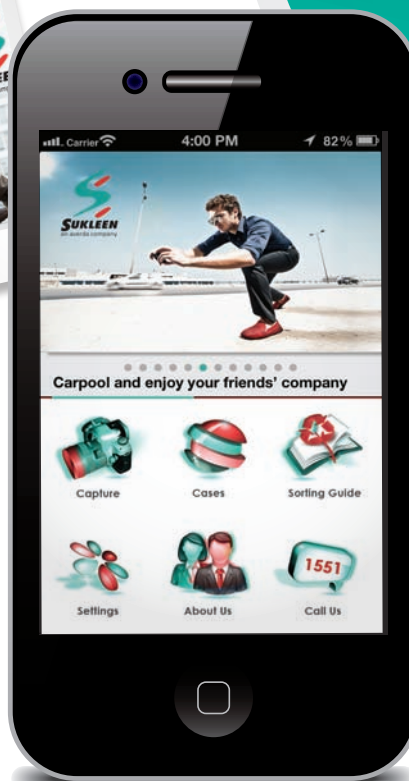 Carrier 4:00 PM 82%
SUKLEEN
an averda company
Carpool and enjoy your friends' company
Capture Cases Sorting Guide
1551
Settings About Us Call Us